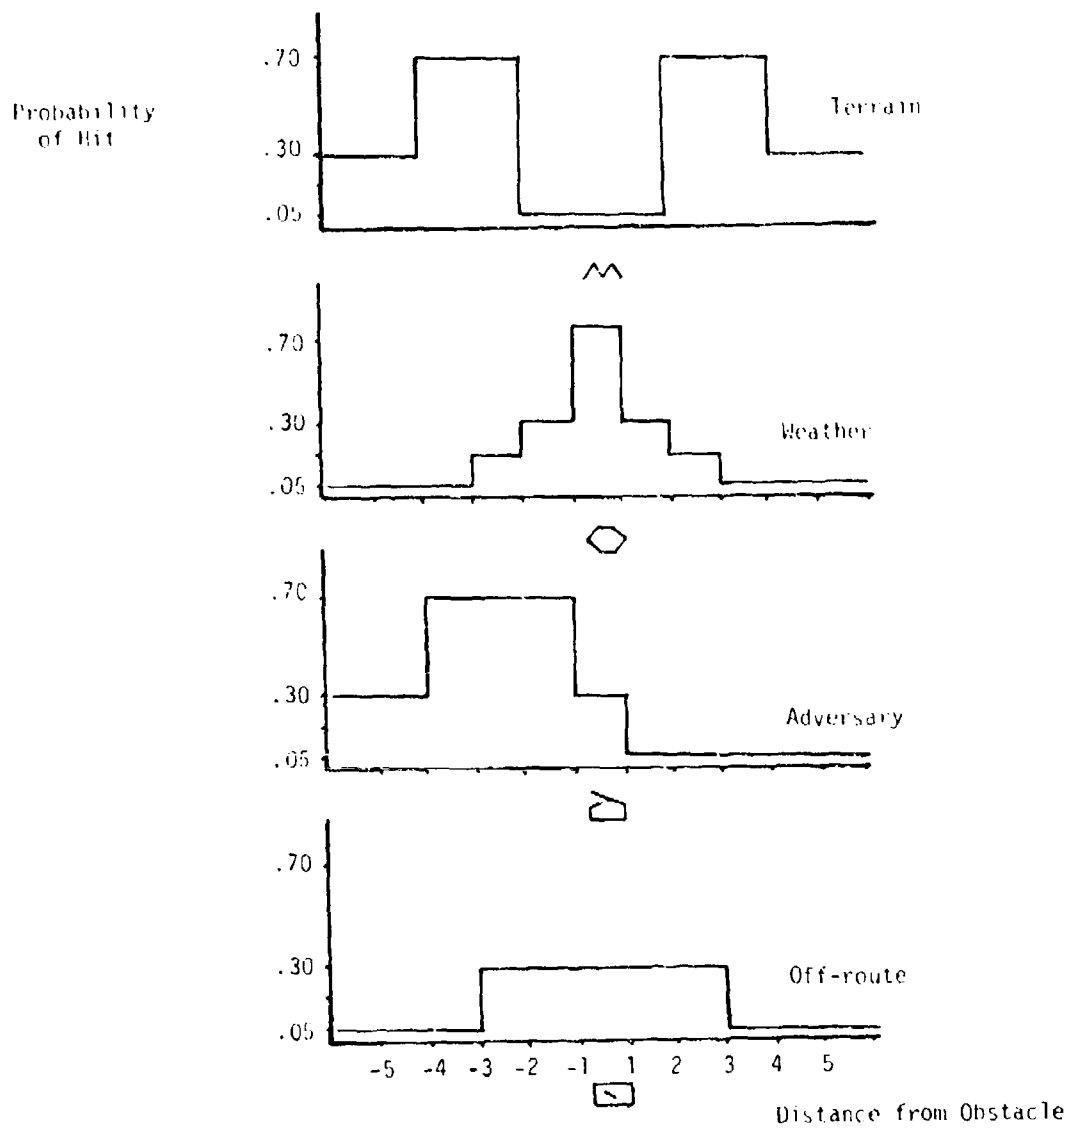 Probability
of Hit
.70
.30
.05
Terrain
.70
.30
.05
Weather
.70
.30
.05
Adversary
.70
.30
.05
Off-route
-5 -4 -3 -2 -1 1 2 3 4 5
Distance from Obstacle